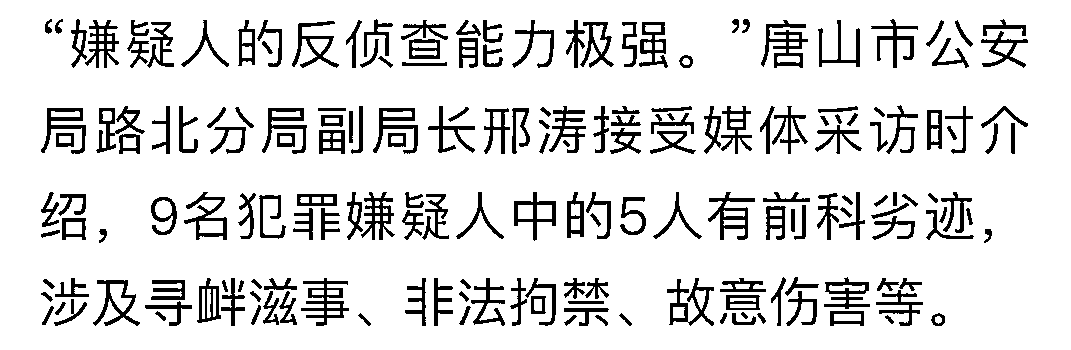 “嫌疑人的反侦查能力极强。”唐山市公安
局路北分局副局长邢涛接受媒体采访时介
绍，9名犯罪嫌疑人中的5人有前科劣迹，
涉及寻衅滋事、非法拘禁、故意伤害等。